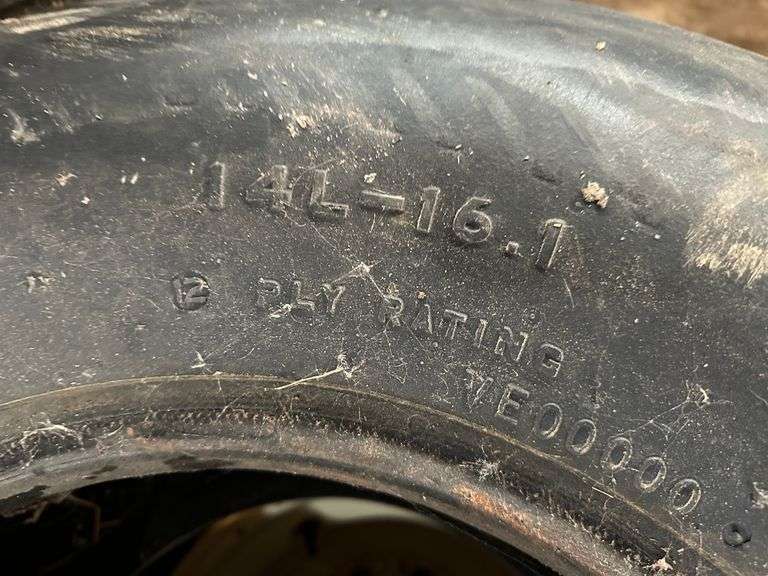 14L-16.1
12 PLY RATING
VE00000